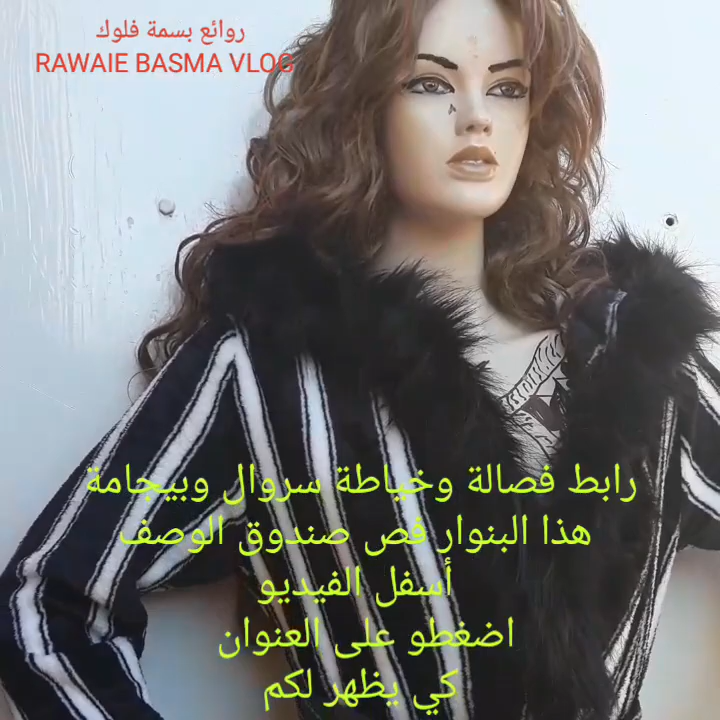 روائع بسمة فلوك
RAWAIE BASMA VLOG
رابط فصالة وخياطة سروال وبيجامة
هذا البنوار فص صندوق الوصف
أسفل الفيديو
اضغطو على العنوان
كي يظهر لكم